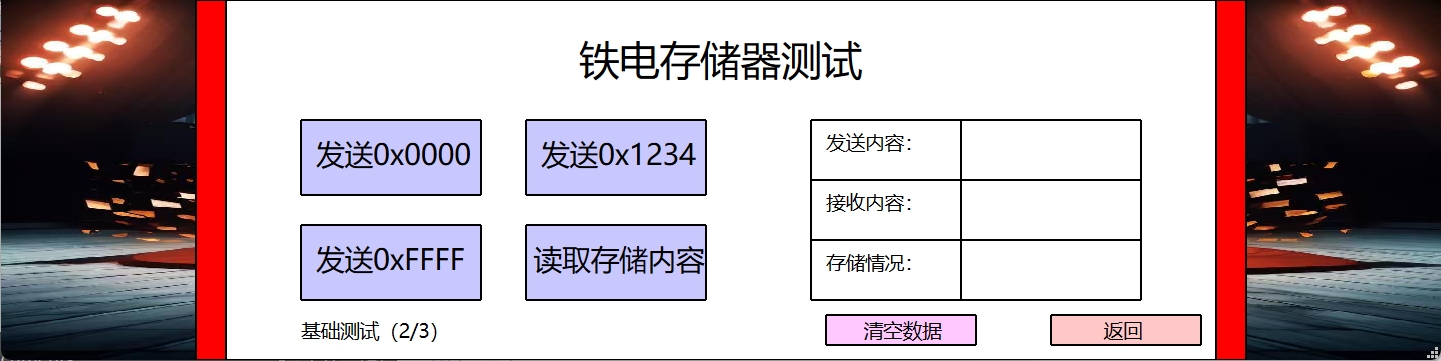 铁电存储器测试
发送0x0000
发送0x1234
发送0xFFFF
读取存储内容
发送内容：
接收内容：
存储情况：
基础测试（2/3）
清空数据
返回